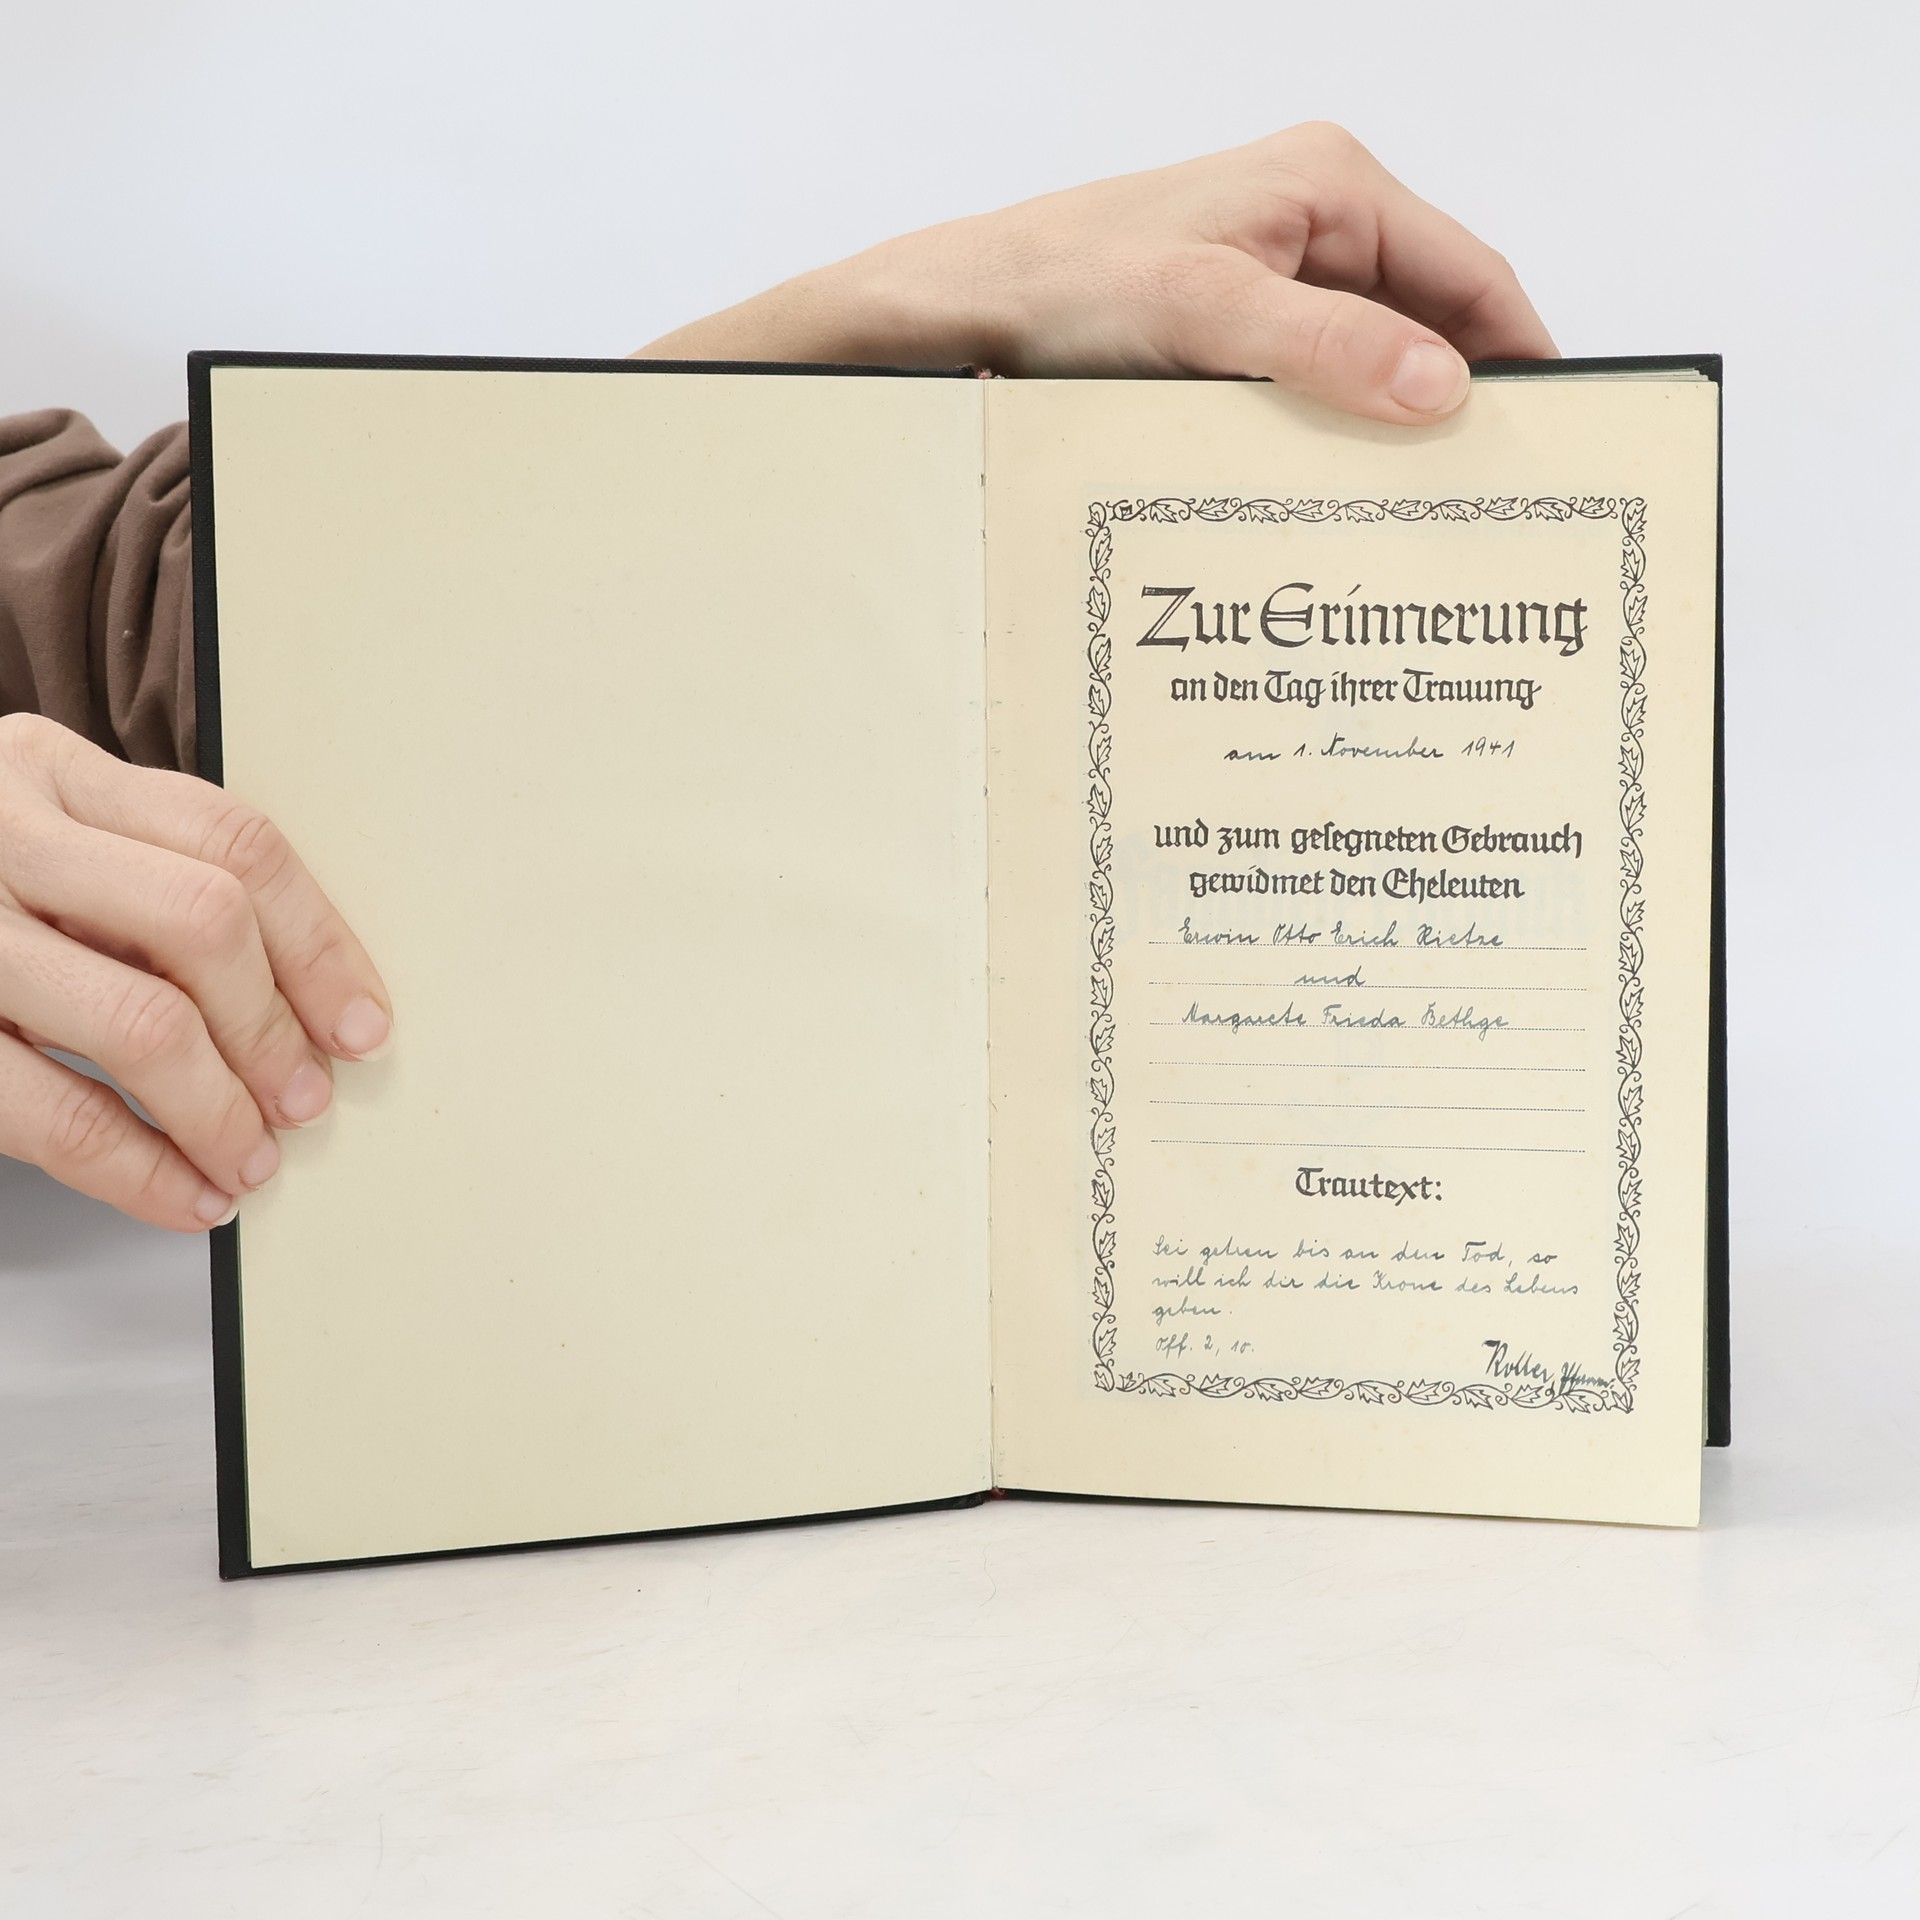 Zur Erinnerung
an den Tag ihrer Trauung
am 1. November 1941
und zum geſegneten Gebrauch
gewidmet den Eheleuten
Erwin Otto Erich Rietze
und
Margarete Frieda Bethge
Trautext:
Sei getreu bis an den Tod, so
will ich dir die Krone des Lebens
geben.
Off. 2, 10.